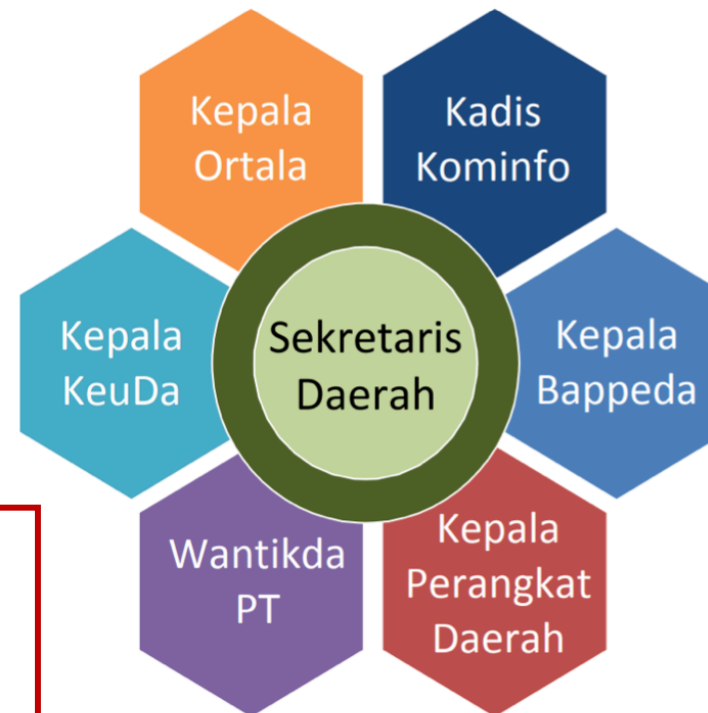 Kepala
Ortala
Kadis
Kominfo
Kepala
KeuDa
Sekretaris
Daerah
Kepala
Bappeda
Wantikda
PT
Kepala
Perangkat
Daerah